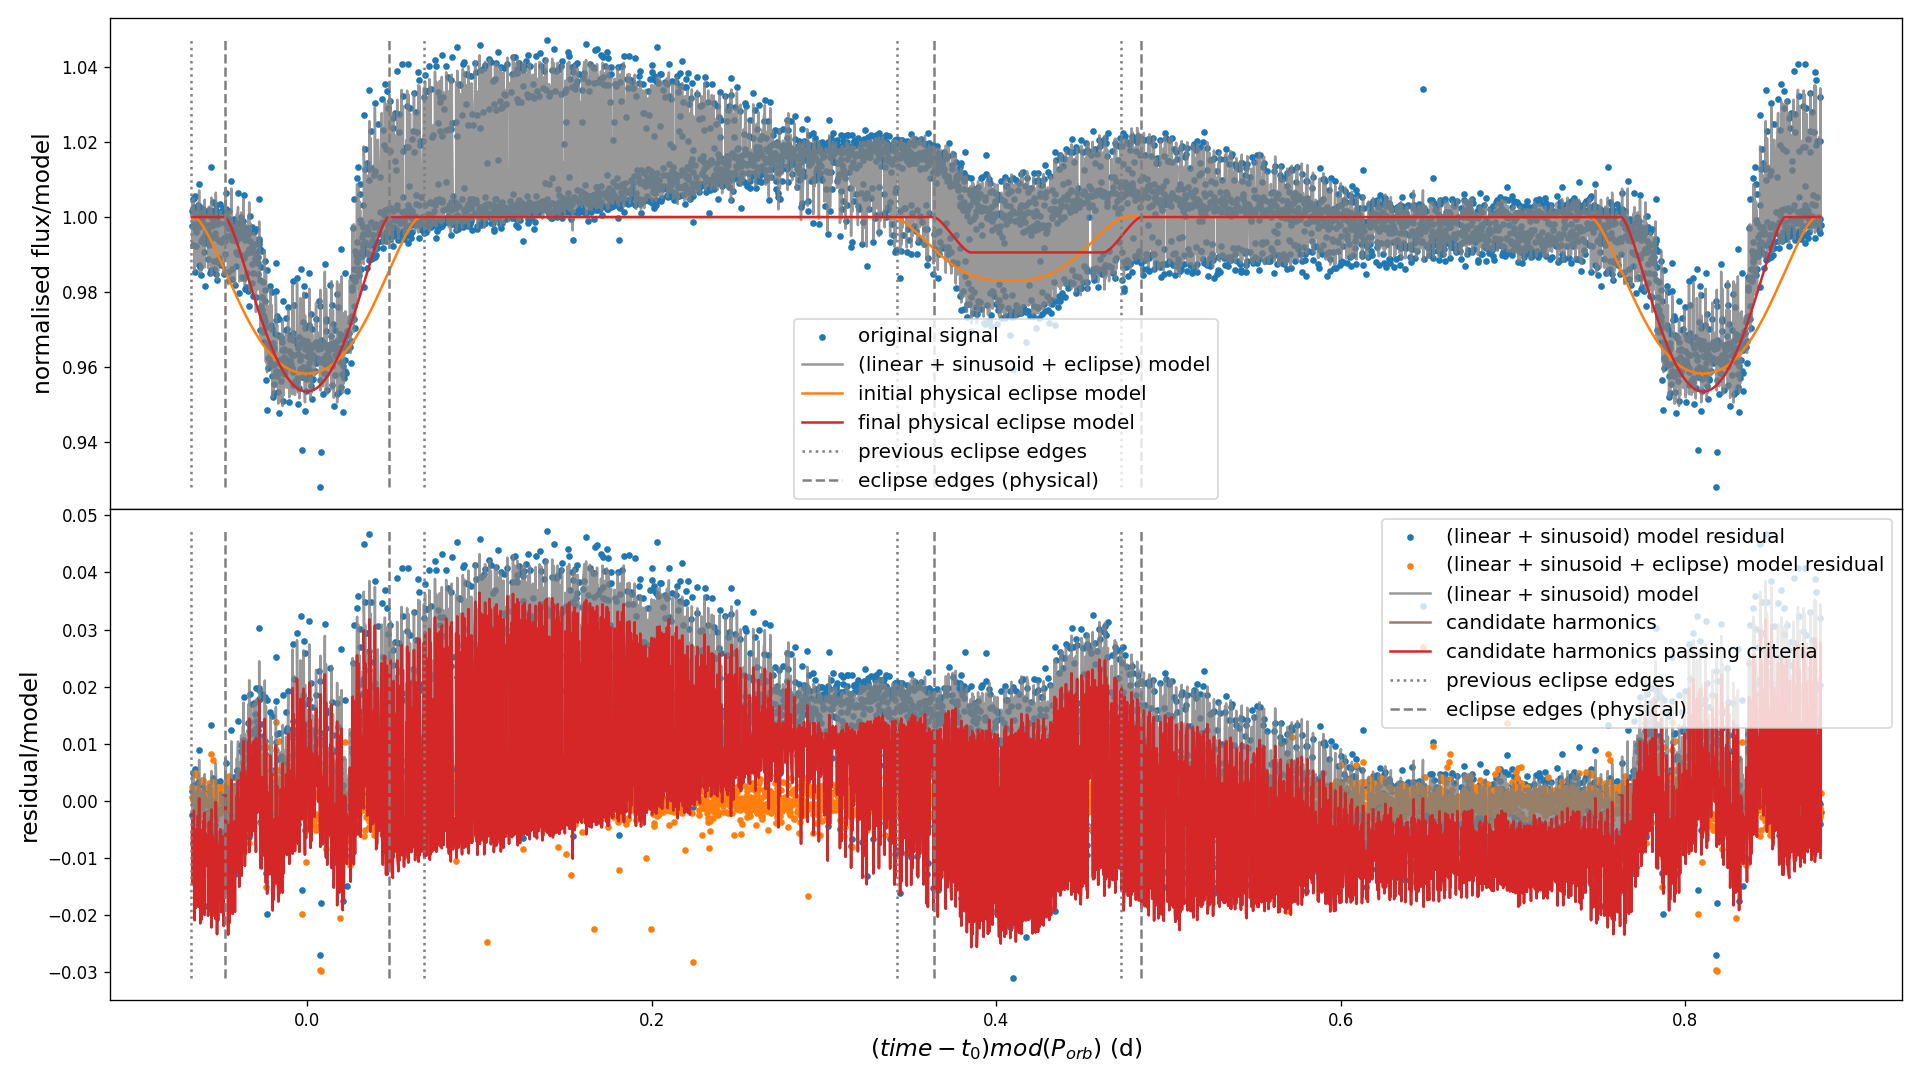 normalised flux/model
1.04
1.02
1.00
0.98
0.96
0.94
original signal
(linear + sinusoid + eclipse) model
initial physical eclipse model
final physical eclipse model
previous eclipse edges
eclipse edges (physical)
residual/model
0.05
0.04
0.03
0.02
0.01
0.00
−0.01
−0.02
−0.03
(linear + sinusoid) model residual
(linear + sinusoid + eclipse) model residual
(linear + sinusoid) model
candidate harmonics
candidate harmonics passing criteria
previous eclipse edges
eclipse edges (physical)
0.0 0.2 0.4 0.6 0.8
(time − t₀)mod(P_{orb}) (d)